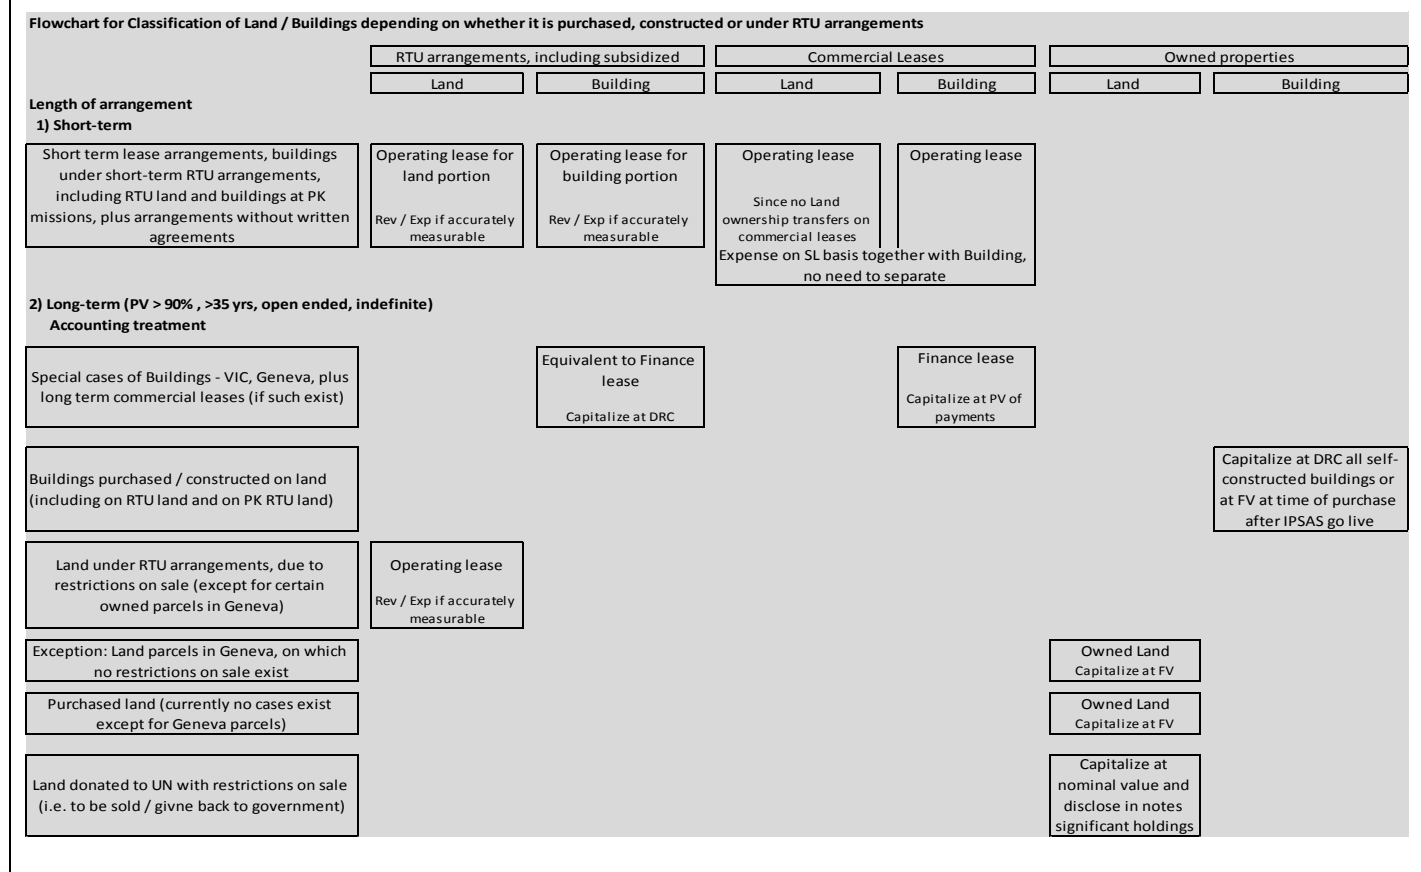 Flowchart for Classification of Land / Buildings depending on whether it is purchased, constructed or under RTU arrangements
RTU arrangements, including subsidized
Commercial Leases
Owned properties
Land
Building
Land
Building
Land
Building
Length of arrangement
1) Short-term
Short term lease arrangements, buildings
under short-term RTU arrangements,
including RTU land and buildings at PK
missions, plus arrangements without written
agreements
Operating lease for
land portion
Rev / Exp if accurately
measurable
Operating lease for
building portion
Rev / Exp if accurately
measurable
Operating lease
Since no Land
ownership transfers on
commercial leases
Operating lease
Expense on SL basis together with Building,
no need to separate
2) Long-term (PV > 90% , >35 yrs, open ended, indefinite)
Accounting treatment
Special cases of Buildings - VIC, Geneva, plus
long term commercial leases (if such exist)
Equivalent to Finance
lease
Capitalize at DRC
Finance lease
Capitalize at PV of
payments
Buildings purchased / constructed on land
(including on RTU land and on PK RTU land)
Capitalize at DRC all self-
constructed buildings or
at FV at time of purchase
after IPSAS go live
Land under RTU arrangements, due to
restrictions on sale (except for certain
owned parcels in Geneva)
Operating lease
Rev / Exp if accurately
measurable
Exception: Land parcels in Geneva, on which
no restrictions on sale exist
Owned Land
Capitalize at FV
Purchased land (currently no cases exist
except for Geneva parcels)
Owned Land
Capitalize at FV
Land donated to UN with restrictions on sale
(i.e. to be sold / givne back to government)
Capitalize at
nominal value and
disclose in notes
significant holdings